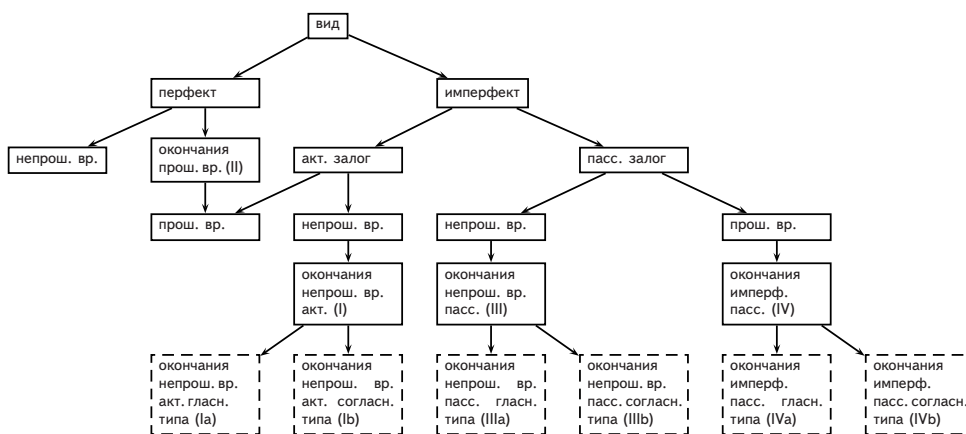 вид
перфект
имперфект
непрош. вр.
окончания
прош. вр. (II)
акт. залог
пасс. залог
прош. вр.
непрош. вр.
непрош. вр.
прош. вр.
окончания
непрош. вр.
акт. (I)
окончания
непрош. вр.
пасс. (III)
окончания
имперф.
пасс. (IV)
окончания
непрош. вр.
акт. гласн.
типа (Ia)
окончания
непрош. вр.
акт. согласн.
типа (Ib)
окончания
непрош. вр.
пасс. гласн.
типа (IIIa)
окончания
непрош. вр.
пасс. согласн.
типа (IIIb)
окончания
имперф.
пасс. гласн.
типа (IVa)
окончания
имперф.
пасс. согласн.
типа (IVb)